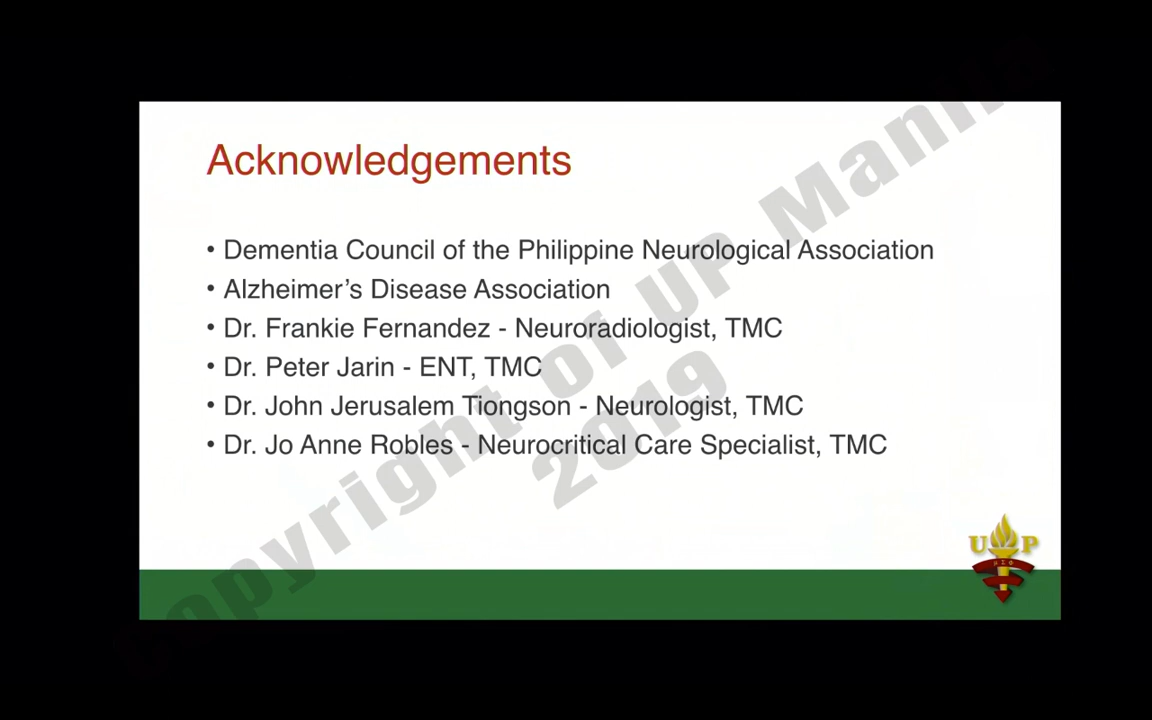 Acknowledgements
• Dementia Council of the Philippine Neurological Association
• Alzheimer’s Disease Association
• Dr. Frankie Fernandez - Neuroradiologist, TMC
• Dr. Peter Jarin - ENT, TMC
• Dr. John Jerusalem Tiongson - Neurologist, TMC
• Dr. Jo Anne Robles - Neurocritical Care Specialist, TMC
Copyright of UP Manila
2019
U P
Μ Σ Φ